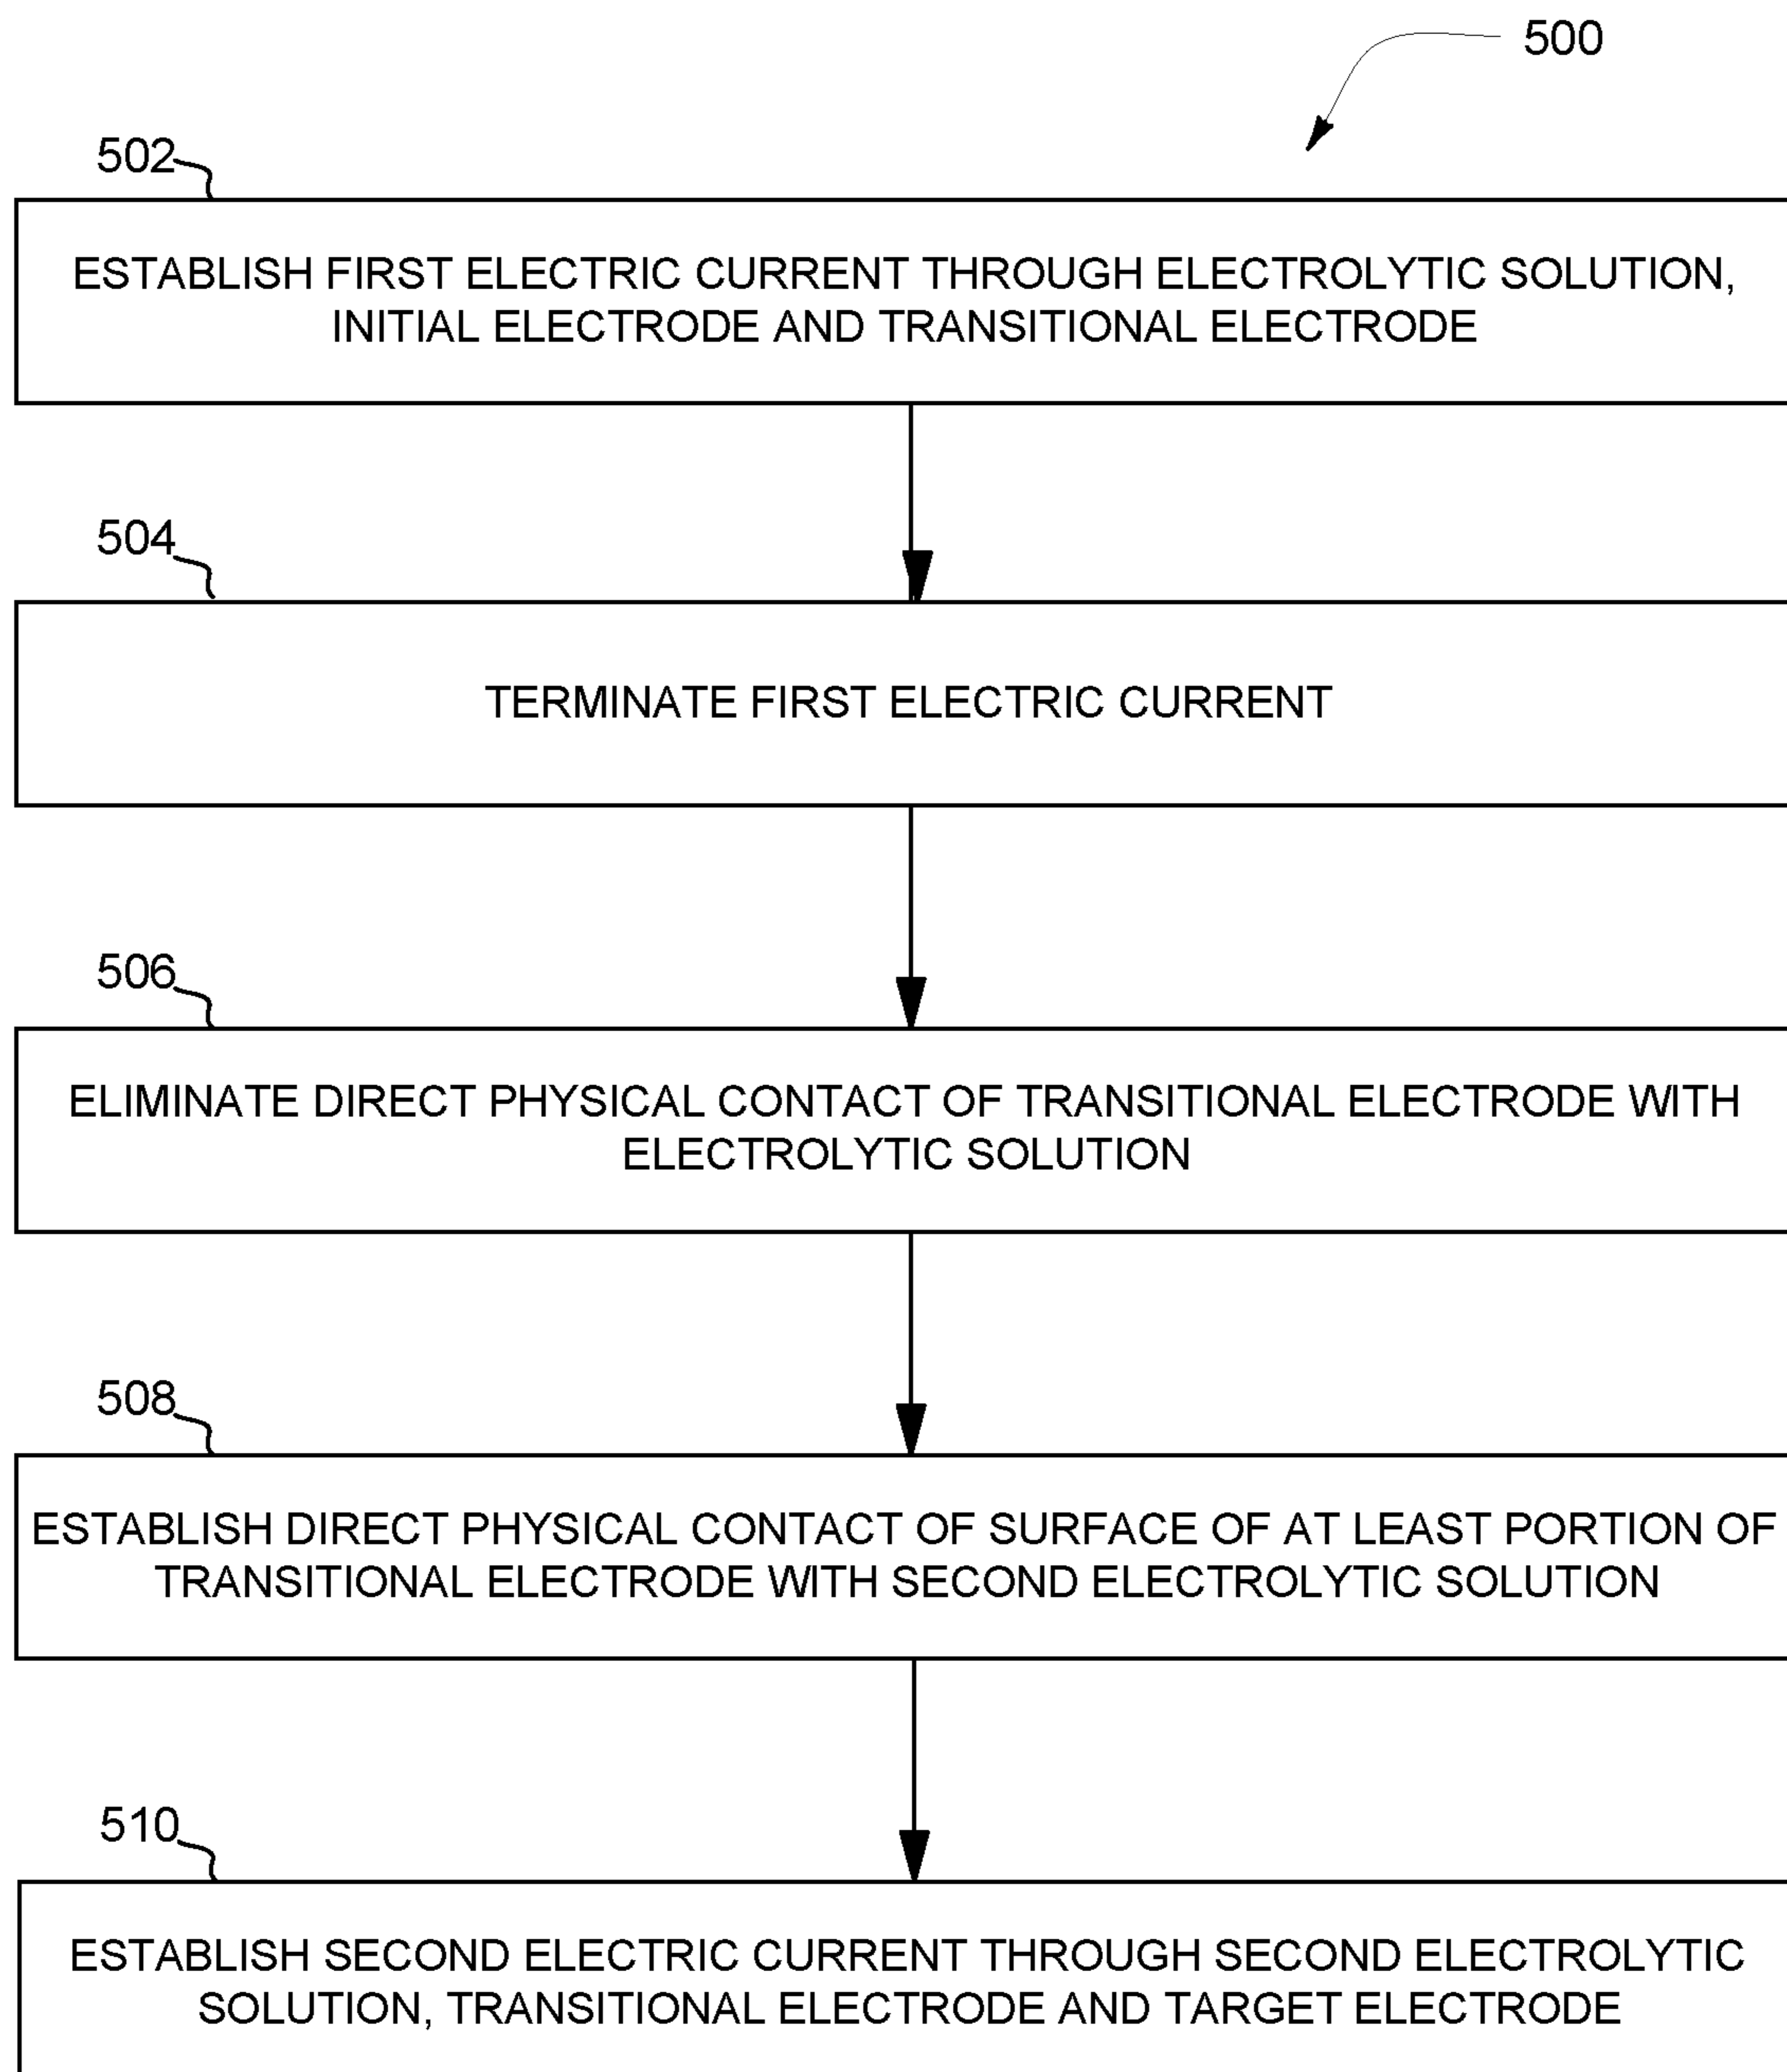 500
502
ESTABLISH FIRST ELECTRIC CURRENT THROUGH ELECTROLYTIC SOLUTION,
INITIAL ELECTRODE AND TRANSITIONAL ELECTRODE
504
TERMINATE FIRST ELECTRIC CURRENT
506
ELIMINATE DIRECT PHYSICAL CONTACT OF TRANSITIONAL ELECTRODE WITH
ELECTROLYTIC SOLUTION
508
ESTABLISH DIRECT PHYSICAL CONTACT OF SURFACE OF AT LEAST PORTION OF
TRANSITIONAL ELECTRODE WITH SECOND ELECTROLYTIC SOLUTION
510
ESTABLISH SECOND ELECTRIC CURRENT THROUGH SECOND ELECTROLYTIC
SOLUTION, TRANSITIONAL ELECTRODE AND TARGET ELECTRODE